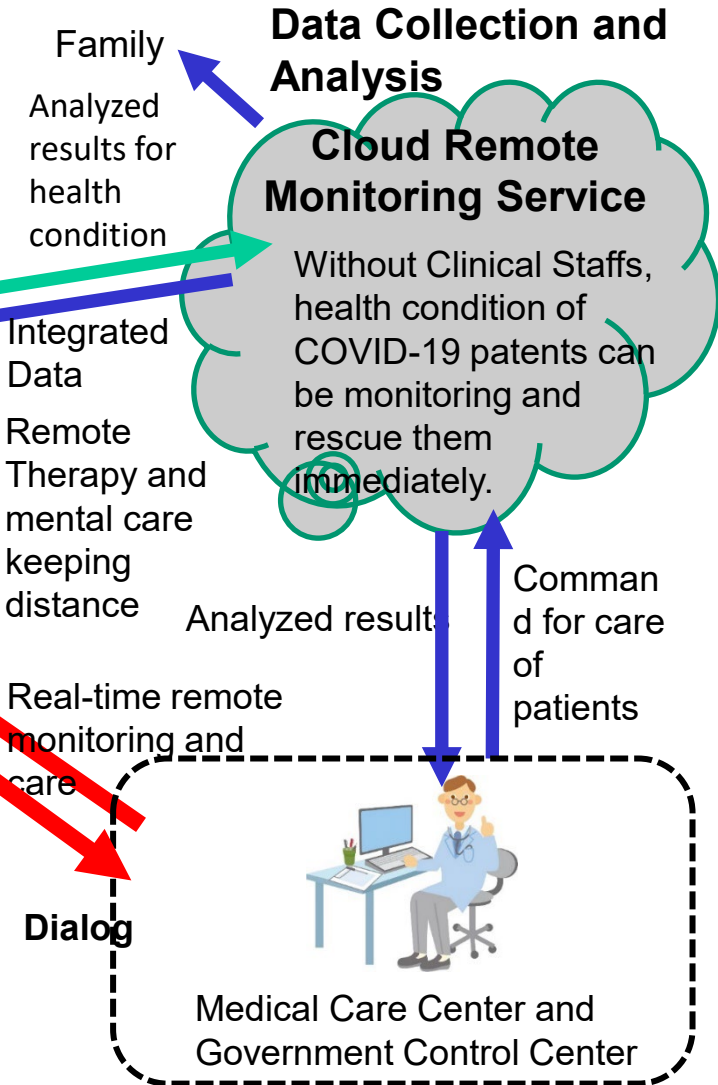 Data Collection and
Analysis
Family
Analyzed
results for
health
condition
Cloud Remote
Monitoring Service
Without Clinical Staffs,
health condition of
COVID-19 patents can
be monitoring and
rescue them
immediately.
Integrated
Data
Remote
Therapy and
mental care
keeping
distance
Analyzed results
Comman
d for care
of
patients
Real-time remote
monitoring and
care
Dialog
Medical Care Center and
Government Control Center